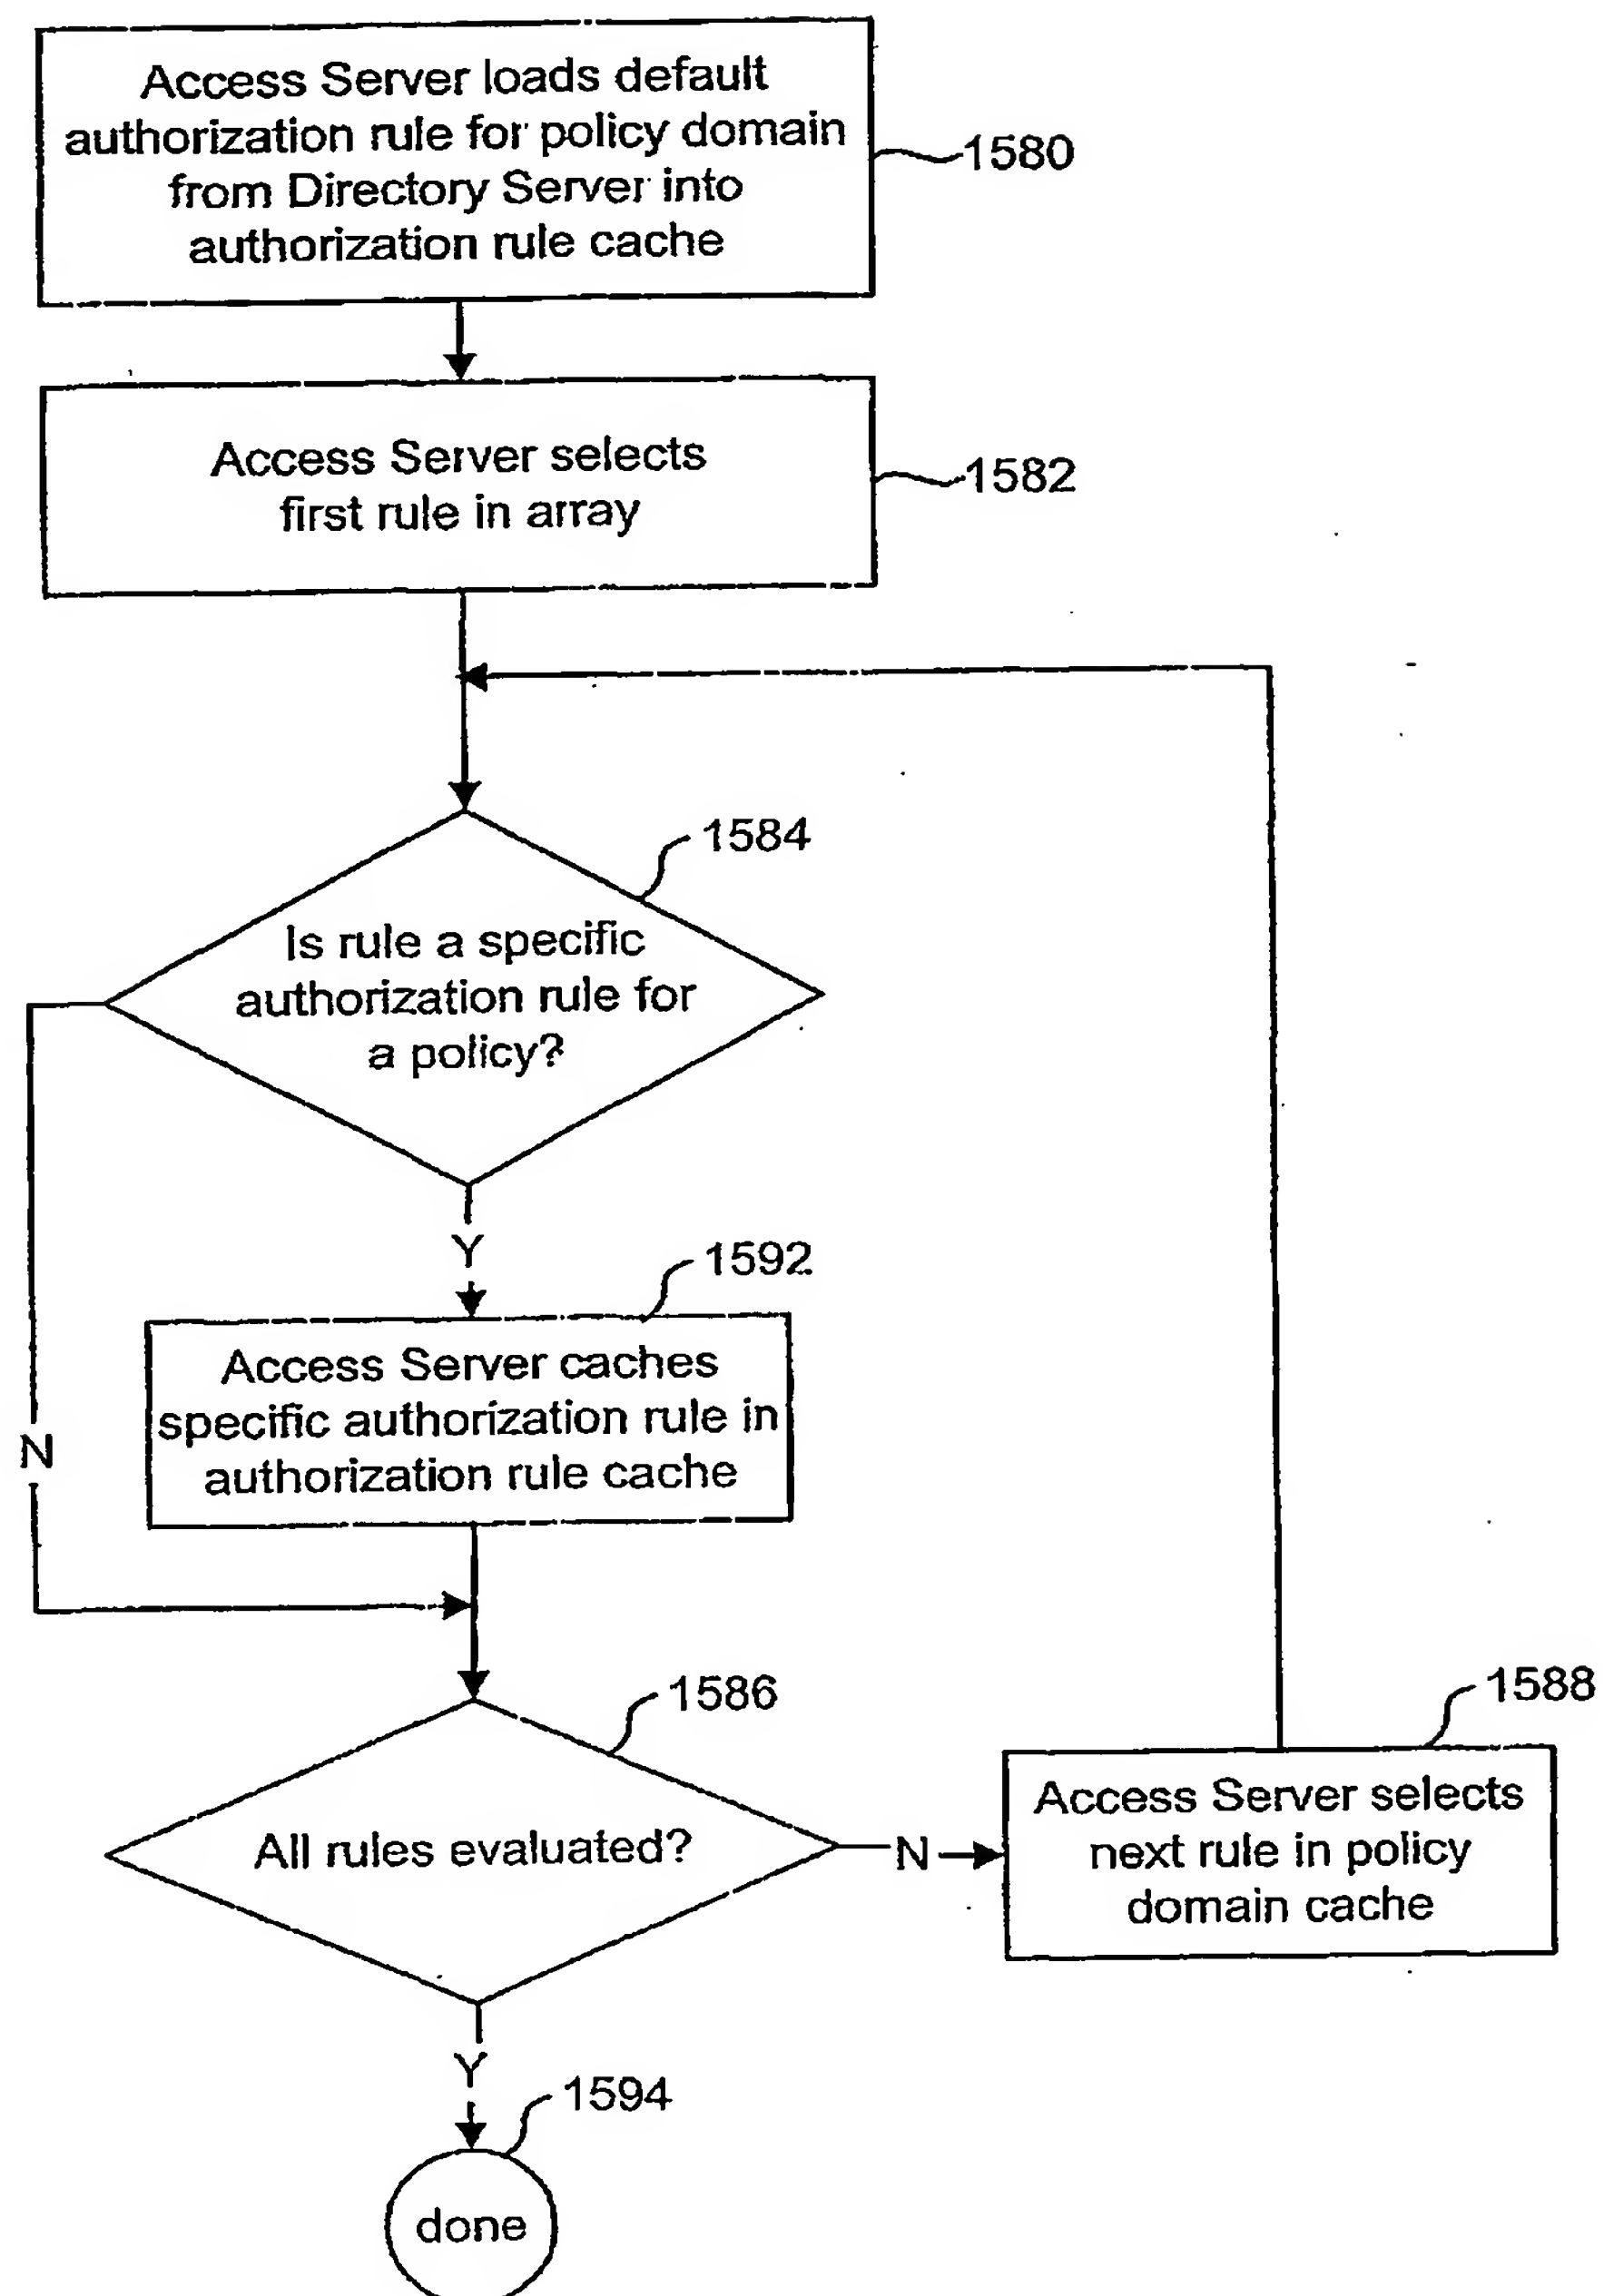 Access Server loads default
authorization rule for policy domain
from Directory Server into
authorization rule cache
1580
Access Server selects
first rule in array
1582
1584
Is rule a specific
authorization rule for
a policy?
Y
1592
Access Server caches
specific authorization rule in
authorization rule cache
N
1586
All rules evaluated?
N
1588
Access Server selects
next rule in policy
domain cache
Y
1594
done